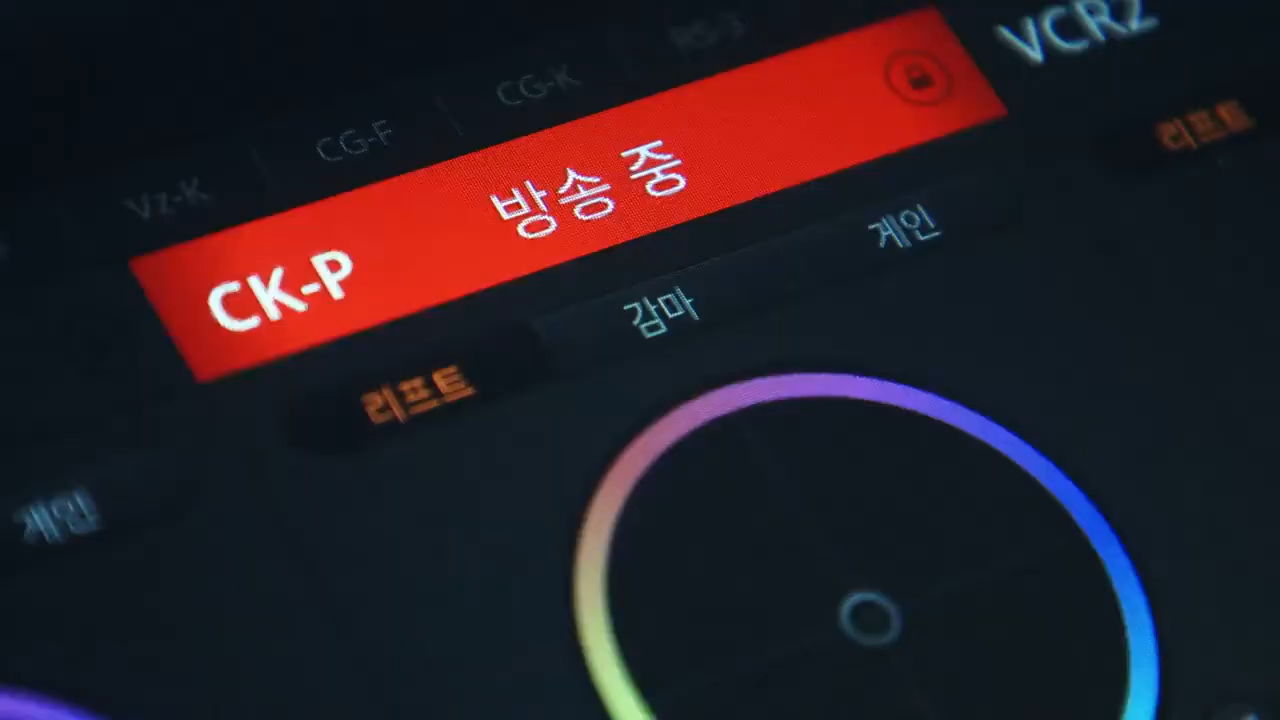 Vz-K
CG-F
CG-K
RS-3
VCR2
CK-P 방송 중
리프트
리프트 감마 게인
게인